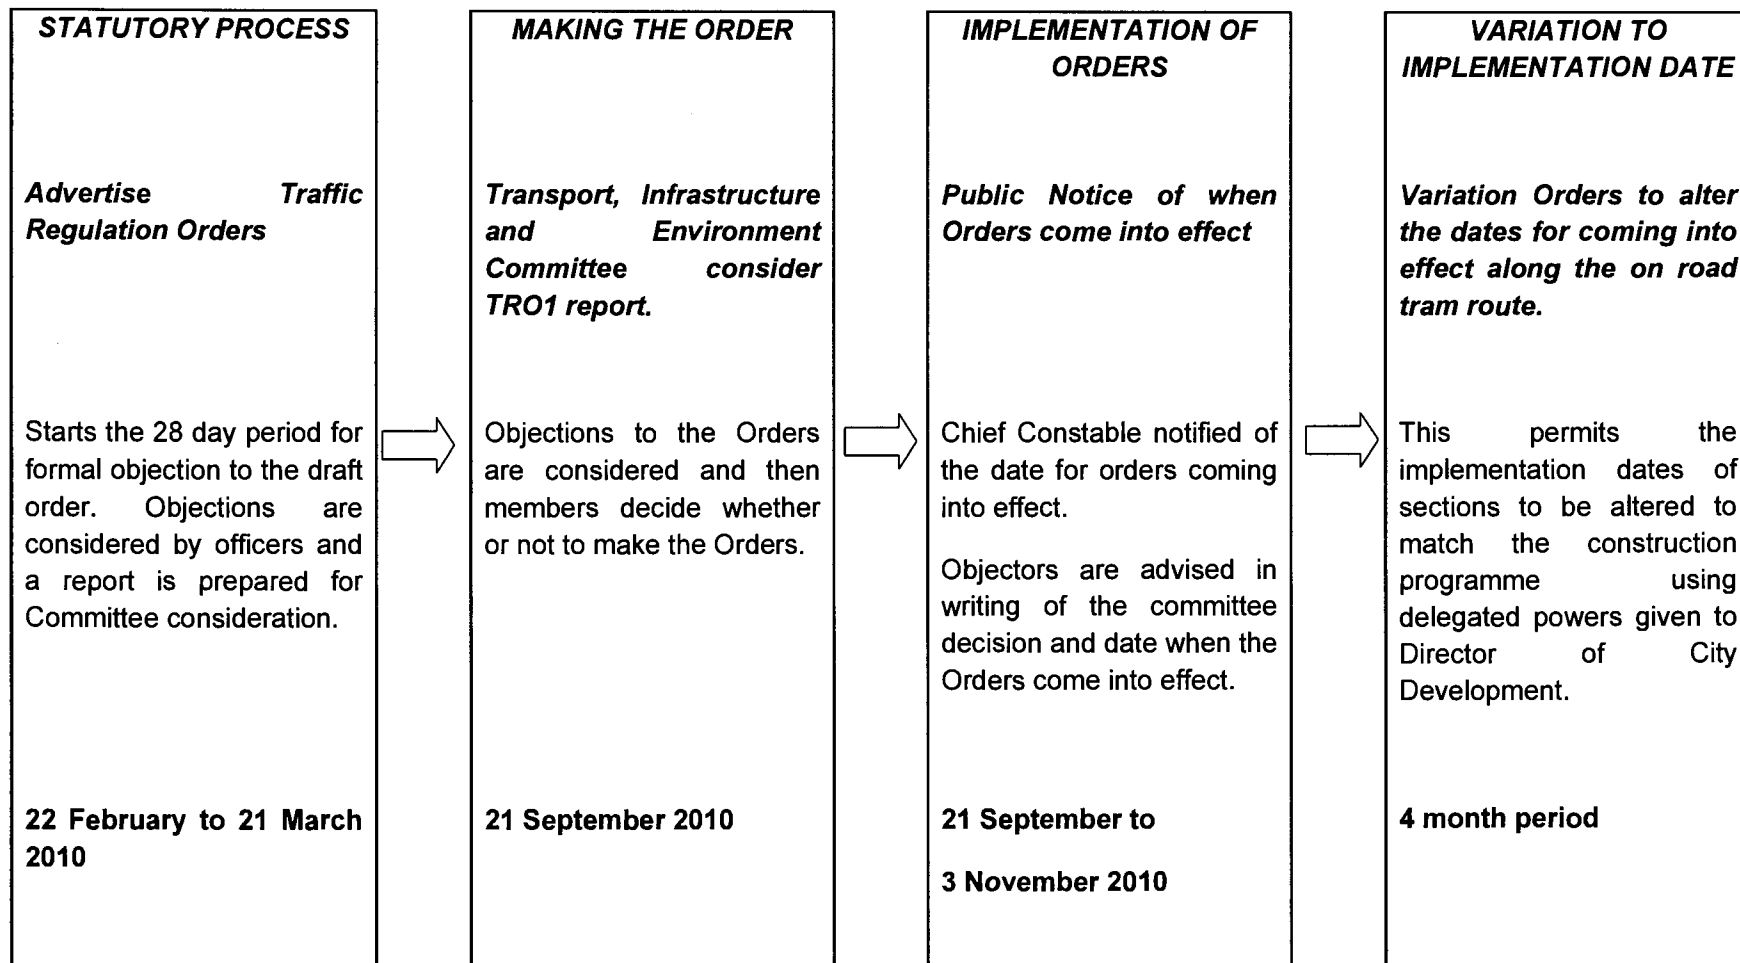 STATUTORY PROCESS
Advertise Traffic
Regulation Orders
Starts the 28 day period for
formal objection to the draft
order. Objections are
considered by officers and
a report is prepared for
Committee consideration.
22 February to 21 March
2010
MAKING THE ORDER
Transport, Infrastructure
and Environment
Committee consider
TRO1 report.
Objections to the Orders
are considered and then
members decide whether
or not to make the Orders.
21 September 2010
IMPLEMENTATION OF
ORDERS
Public Notice of when
Orders come into effect
Chief Constable notified of
the date for orders coming
into effect.
Objectors are advised in
writing of the committee
decision and date when the
Orders come into effect.
21 September to
3 November 2010
VARIATION TO
IMPLEMENTATION DATE
Variation Orders to alter
the dates for coming into
effect along the on road
tram route.
This permits the
implementation dates of
sections to be altered to
match the construction
programme using
delegated powers given to
Director of City
Development.
4 month period